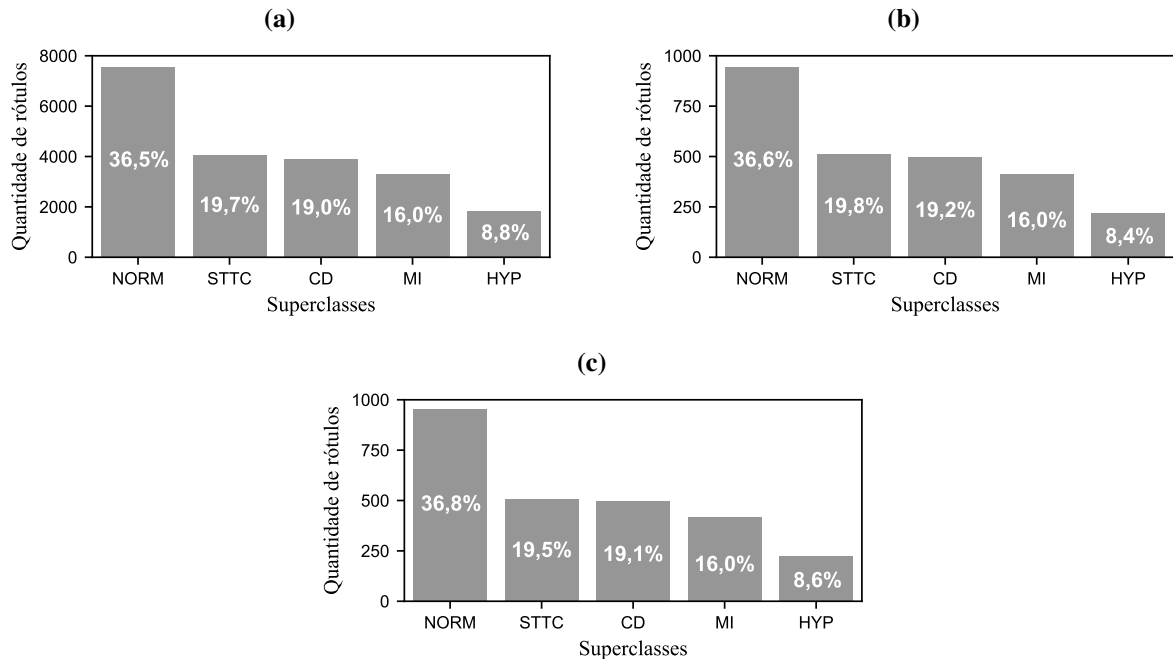 (a)
8000
6000
4000
2000
0
Quantidade de rótulos
36,5%
19,7%
19,0%
16,0%
8,8%
NORM STTC CD MI HYP
Superclasses
(b)
1000
750
500
250
0
Quantidade de rótulos
36,6%
19,8%
19,2%
16,0%
8,4%
NORM STTC CD MI HYP
Superclasses
(c)
1000
750
500
250
0
Quantidade de rótulos
36,8%
19,5%
19,1%
16,0%
8,6%
NORM STTC CD MI HYP
Superclasses